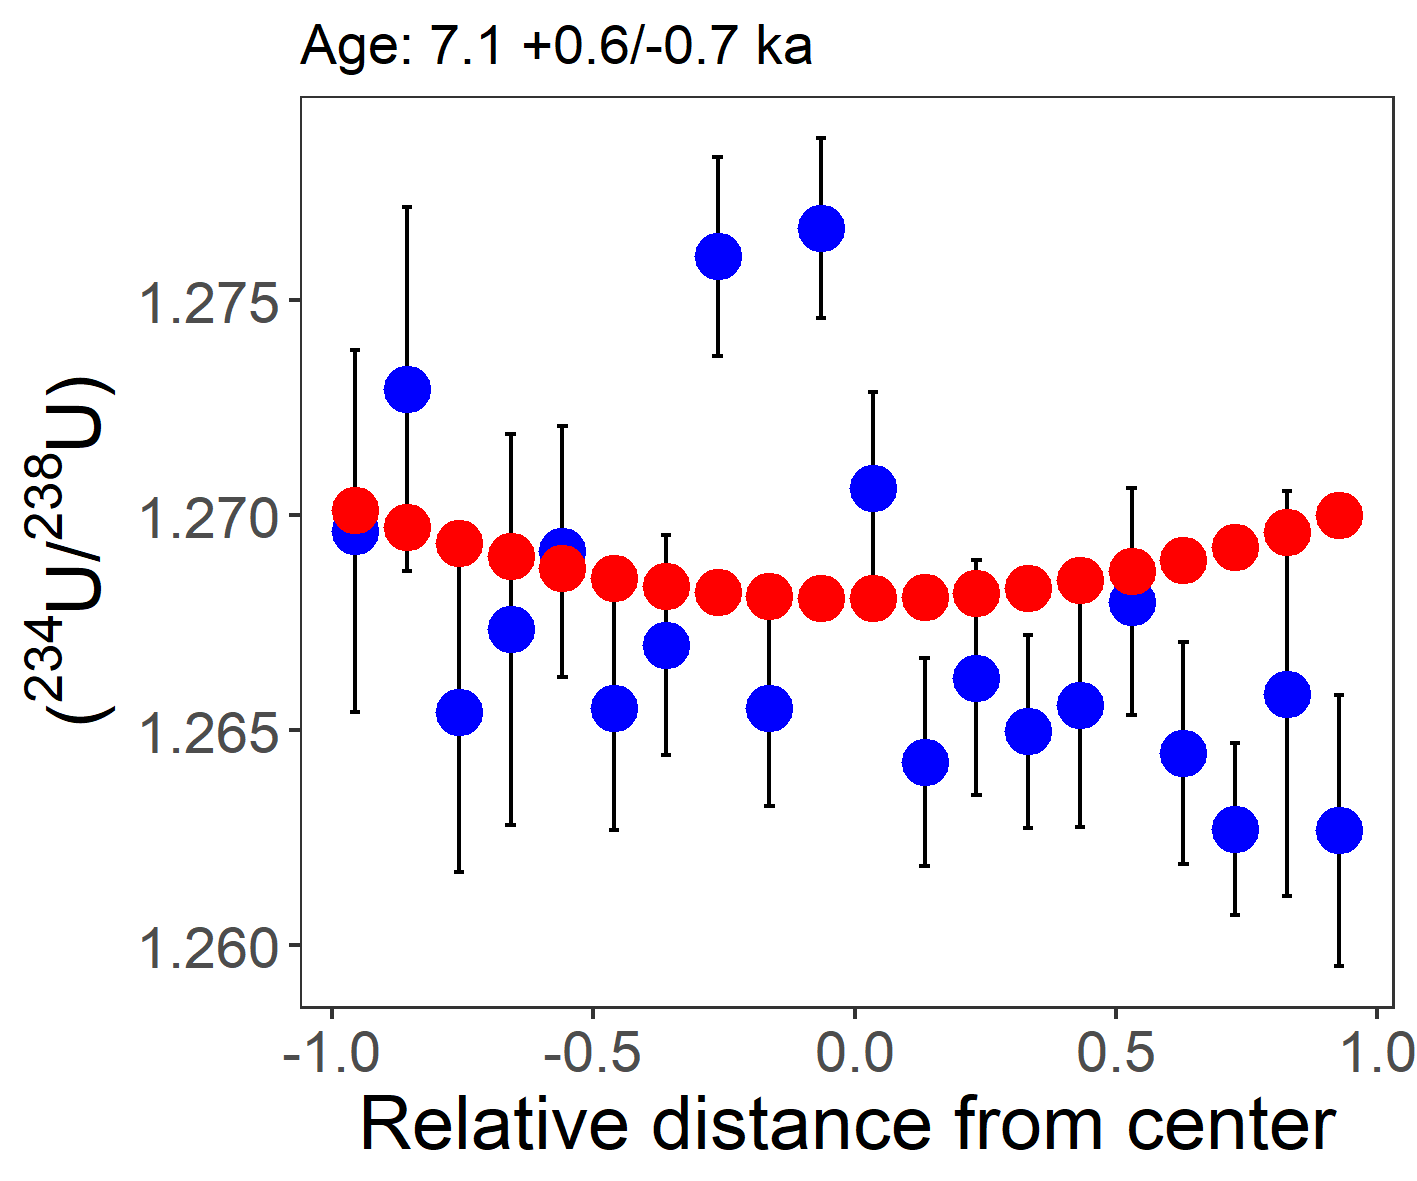 Age: 7.1 +0.6/-0.7 ka
(²³⁴U/²³⁸U)
1.275
1.270
1.265
1.260
-1.0 -0.5 0.0 0.5 1.0
Relative distance from center